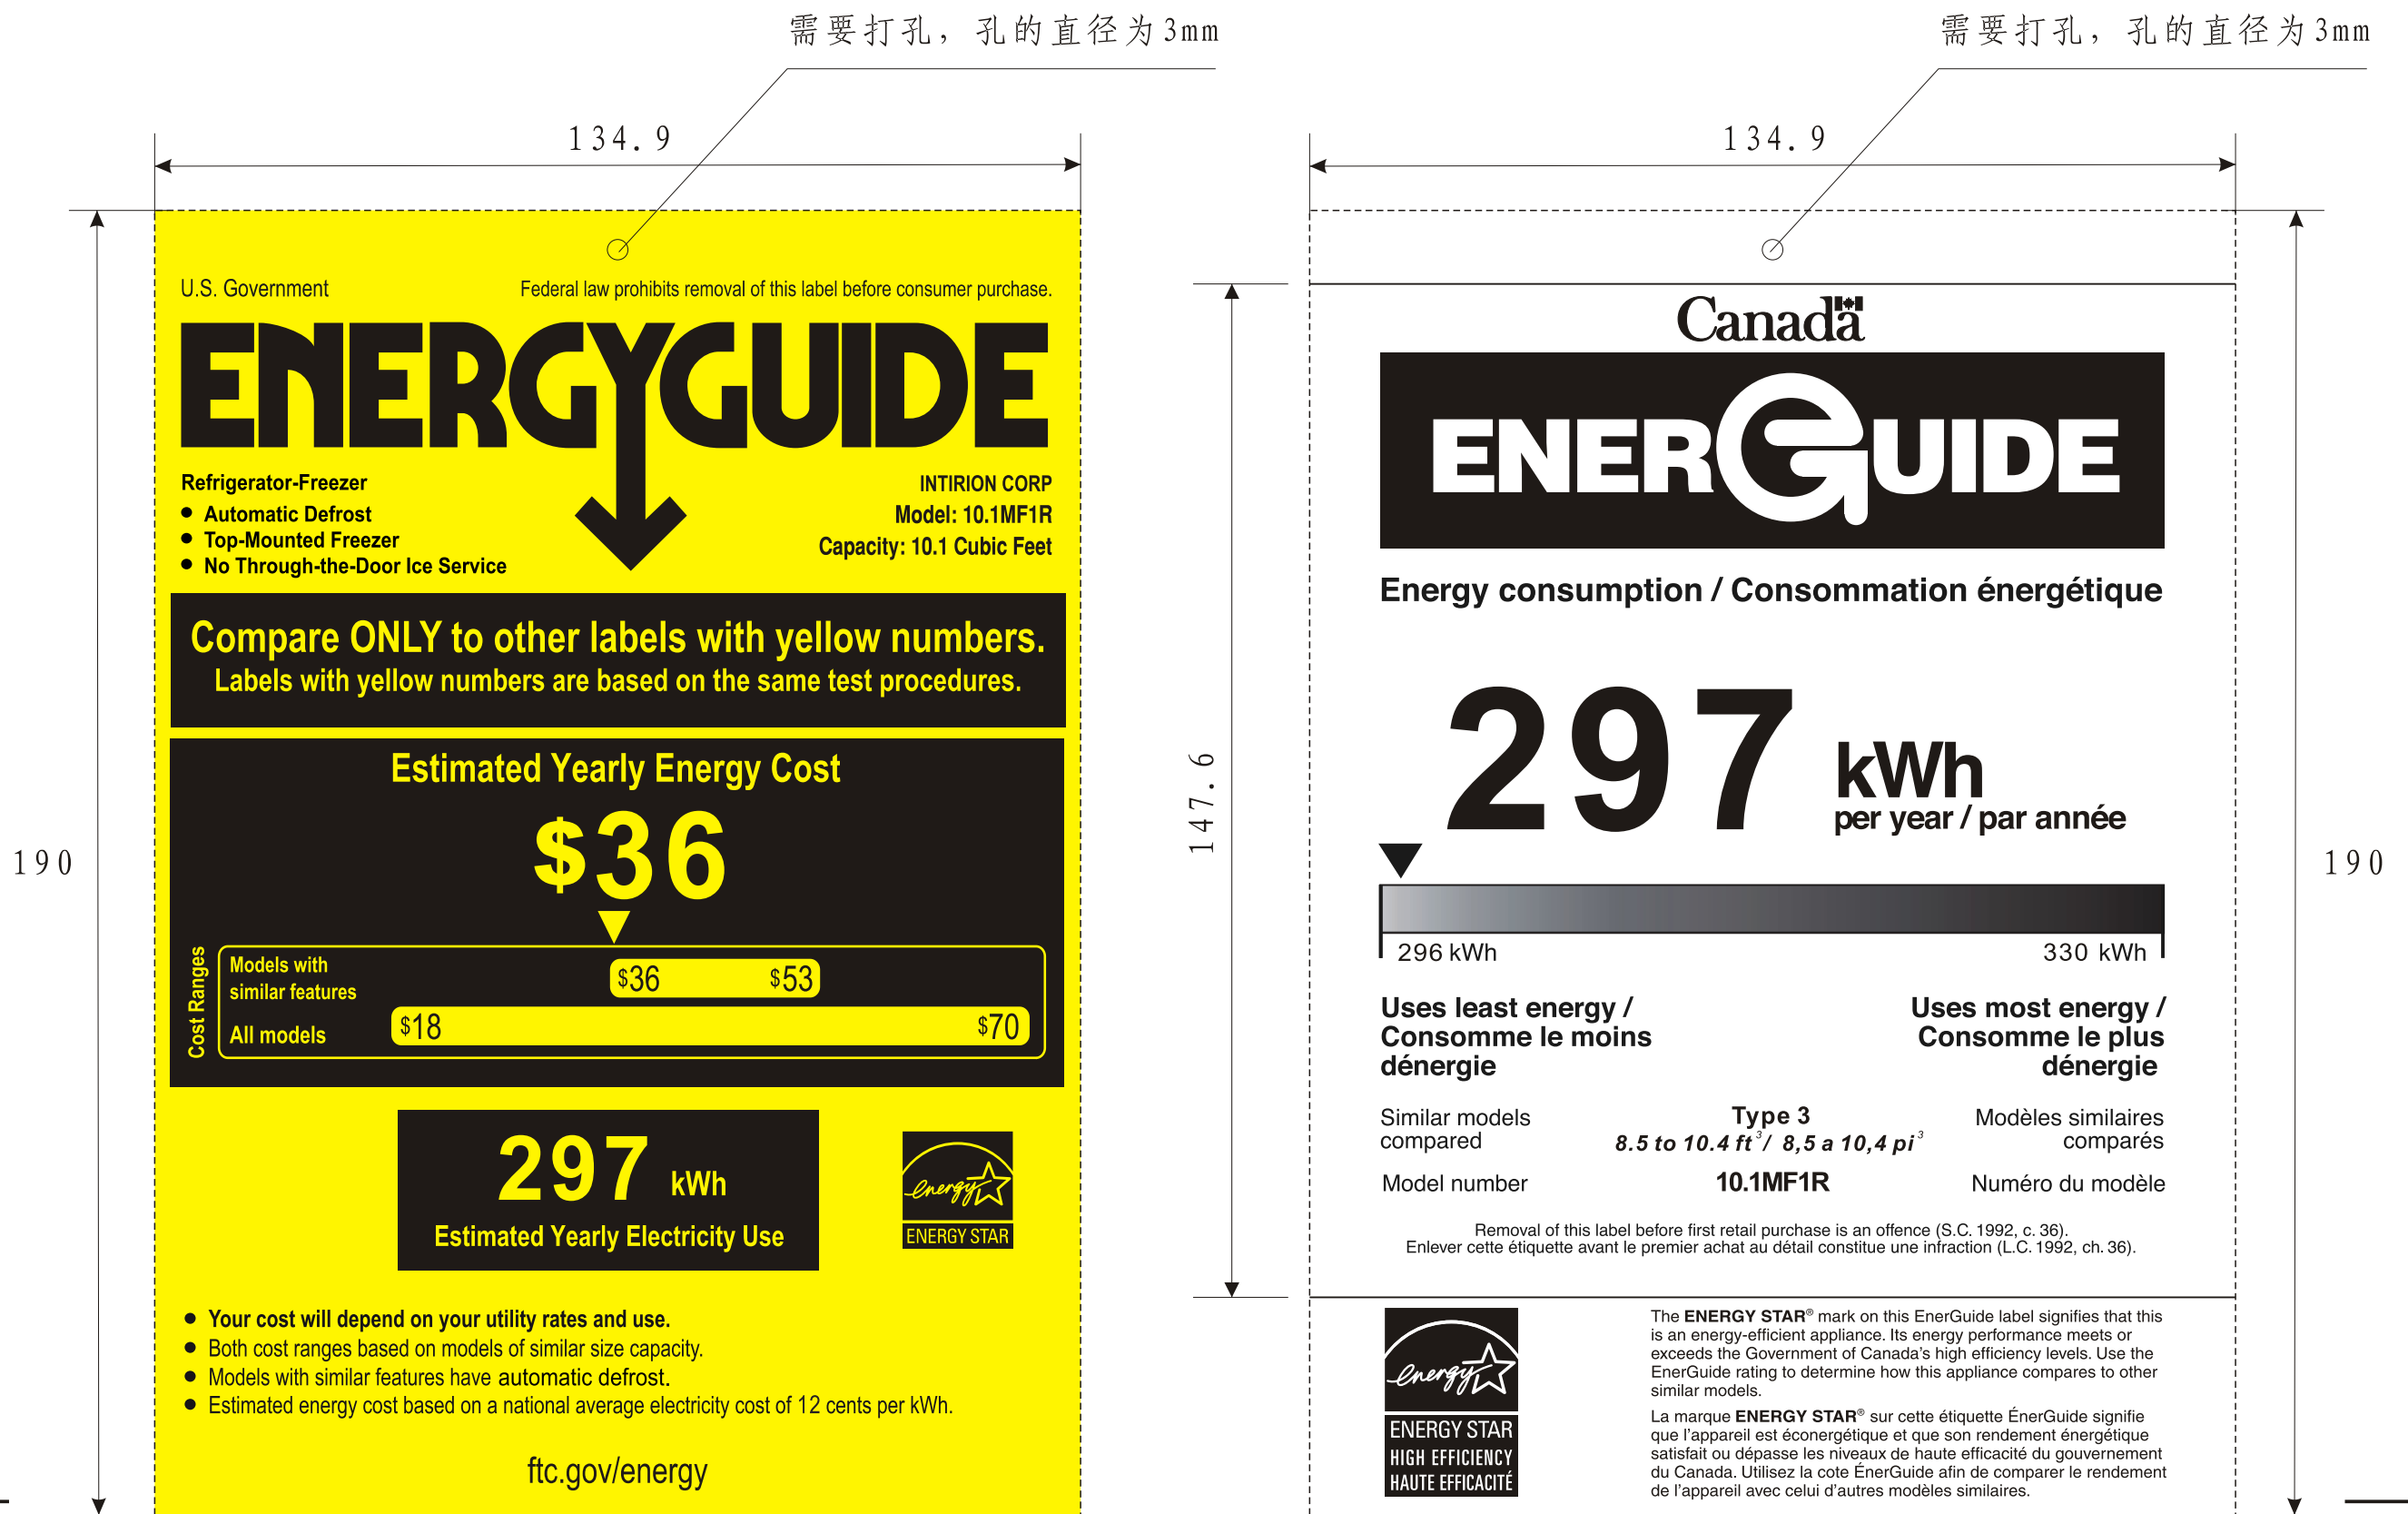 需要打孔，孔的直径为3mm
134.9
190
U.S. Government
Federal law prohibits removal of this label before consumer purchase.
ENERGYGUIDE
Refrigerator-Freezer
● Automatic Defrost
● Top-Mounted Freezer
● No Through-the-Door Ice Service
INTIRION CORP
Model: 10.1MF1R
Capacity: 10.1 Cubic Feet
Compare ONLY to other labels with yellow numbers.
Labels with yellow numbers are based on the same test procedures.
Estimated Yearly Energy Cost
$36
Cost Ranges
Models with
similar features
$36 $53
All models
$18 $70
297 kWh
Estimated Yearly Electricity Use
energy
ENERGY STAR
● Your cost will depend on your utility rates and use.
● Both cost ranges based on models of similar size capacity.
● Models with similar features have automatic defrost.
● Estimated energy cost based on a national average electricity cost of 12 cents per kWh.
ftc.gov/energy
需要打孔，孔的直径为3mm
134.9
147.6
190
Canada
ENERGUIDE
Energy consumption / Consommation énergétique
297 kWh
per year / par année
296 kWh
330 kWh
Uses least energy /
Consomme le moins
dénergie
Uses most energy /
Consomme le plus
dénergie
Similar models
compared
Type 3
8.5 to 10.4 ft³ / 8,5 a 10,4 pi³
Modèles similaires
comparés
Model number
10.1MF1R
Numéro du modèle
Removal of this label before first retail purchase is an offence (S.C. 1992, c. 36).
Enlever cette étiquette avant le premier achat au détail constitue une infraction (L.C. 1992, ch. 36).
energy
ENERGY STAR
HIGH EFFICIENCY
HAUTE EFFICACITÉ
The ENERGY STAR® mark on this EnerGuide label signifies that this
is an energy-efficient appliance. Its energy performance meets or
exceeds the Government of Canada's high efficiency levels. Use the
EnerGuide rating to determine how this appliance compares to other
similar models.
La marque ENERGY STAR® sur cette étiquette ÉnerGuide signifie
que l'appareil est éconergétique et que son rendement énergétique
satisfait ou dépasse les niveaux de haute efficacité du gouvernement
du Canada. Utilisez la cote ÉnerGuide afin de comparer le rendement
de l'appareil avec celui d'autres modèles similaires.